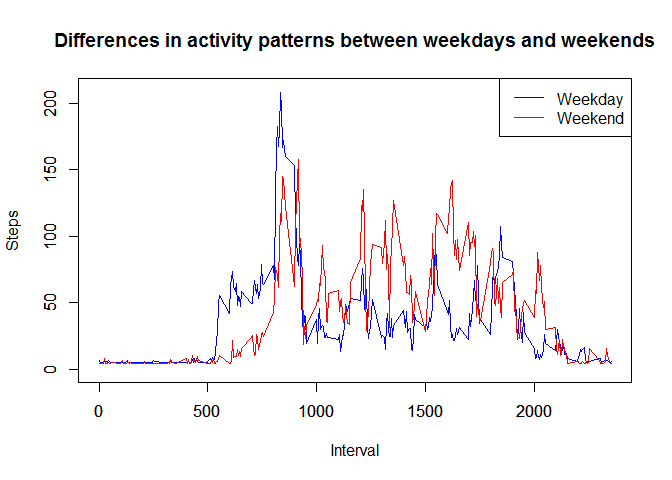 Differences in activity patterns between weekdays and weekends
Weekday
Weekend
200
150
100
50
0
Steps
0 500 1000 1500 2000
Interval